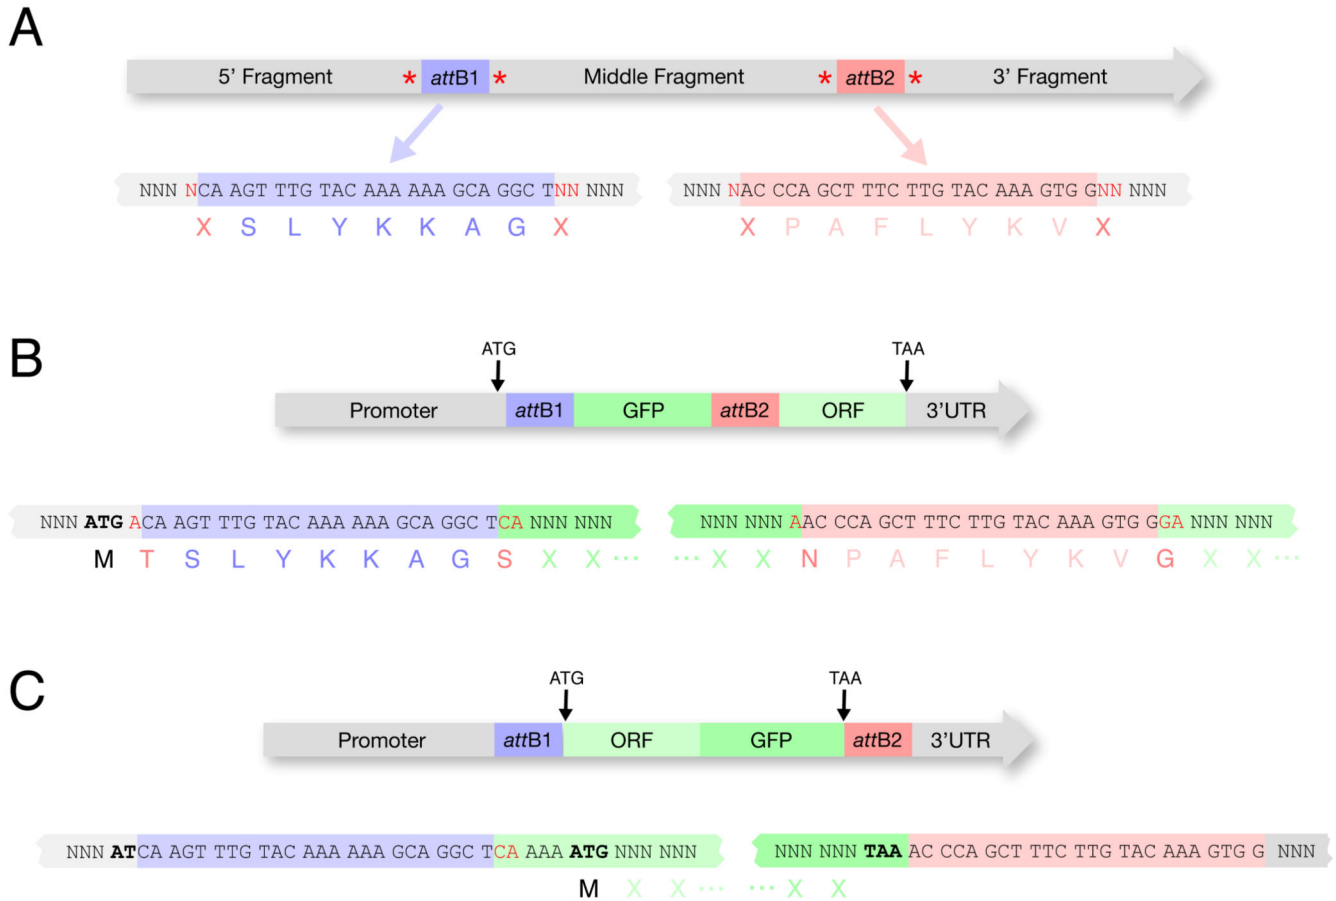 A
5’ Fragment * attB1 * Middle Fragment * attB2 * 3’ Fragment
NNN NCA AGT TTG TAC AAA AAA GCA GGC TNN NNN
NNN NAC CCA GCT TTC TTG TAC AAA GTG GNN NNN
X S L Y K K A G X
X P A F L Y K V X
B
ATG TAA
Promoter attB1 GFP attB2 ORF 3’UTR
NNN ATG ACA AGT TTG TAC AAA AAA GCA GGC TCA NNN NNN
NNN NNN AAC CCA GCT TTC TTG TAC AAA GTG GGA NNN NNN
M T S L Y K K A G S X X ...
... X X N P A F L Y K V G X X ...
C
ATG TAA
Promoter attB1 ORF GFP attB2 3’UTR
NNN ATCA AGT TTG TAC AAA AAA GCA GGC TCA AAA ATG NNN NNN
NNN NNN TAA AC CCA GCT TTC TTG TAC AAA GTG G NNN
M X X ...
... X X